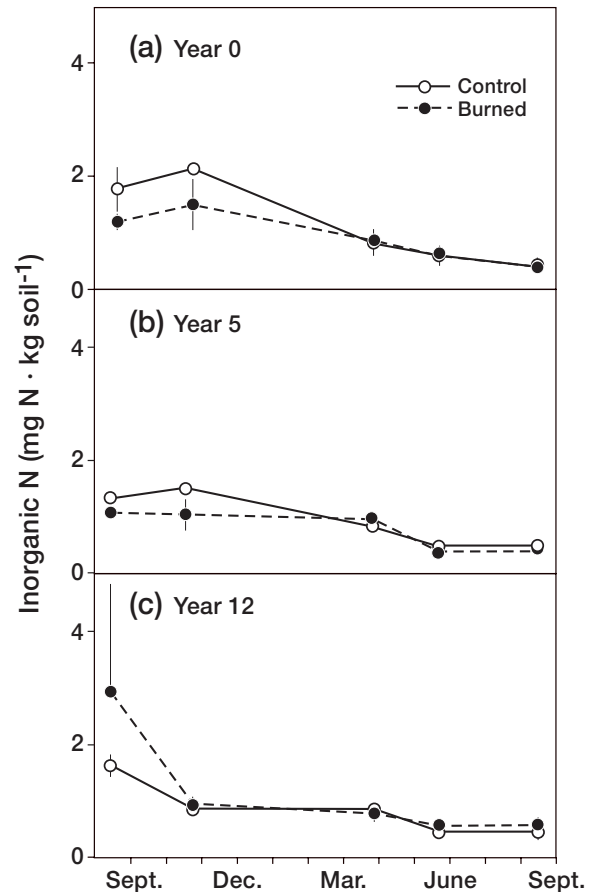 (a) Year 0
Control
Burned
4
2
0
(b) Year 5
4
2
0
(c) Year 12
4
2
0
Inorganic N (mg N · kg soil-1)
Sept. Dec. Mar. June Sept.